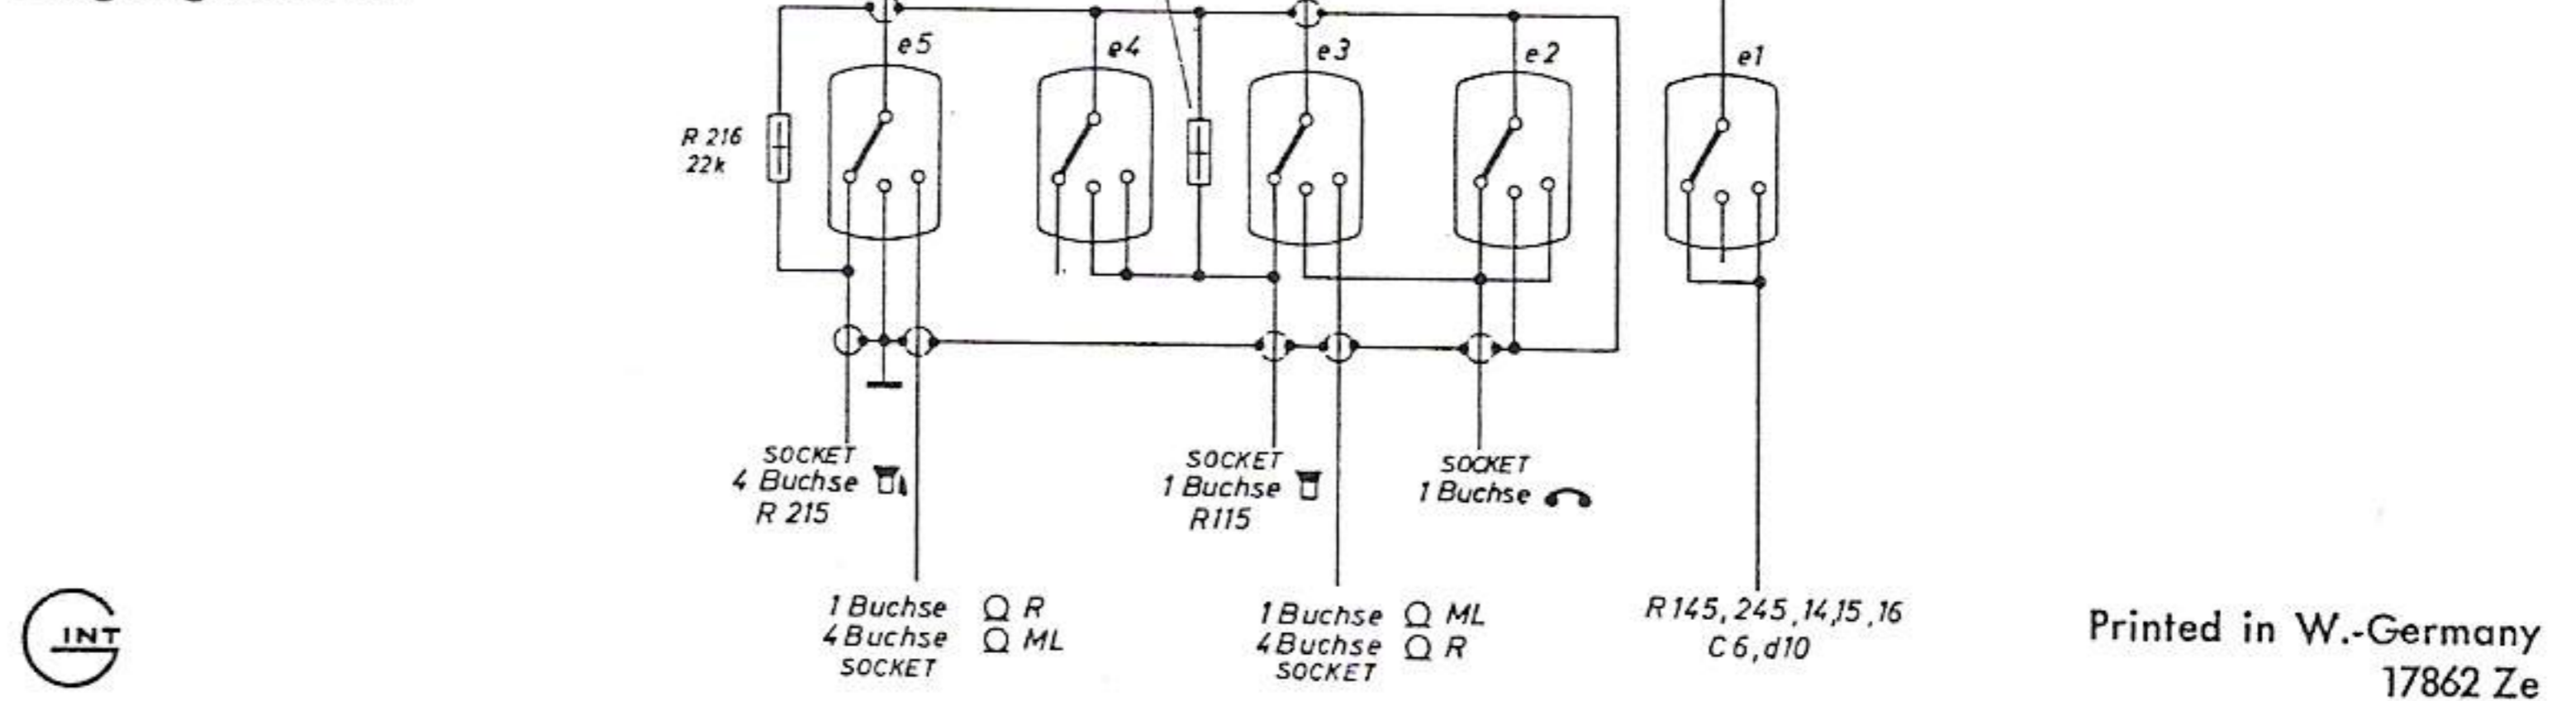 e5
e4
e3
e2
e1
R 216
22k
SOCKET
4 Buchse
R 215
SOCKET
1 Buchse
R115
SOCKET
1 Buchse
1 Buchse Ω R
4 Buchse Ω ML
SOCKET
1 Buchse Ω ML
4 Buchse Ω R
SOCKET
R145, 245, 14, 15, 16
C6, d10
INT
Printed in W.-Germany
17862 Ze